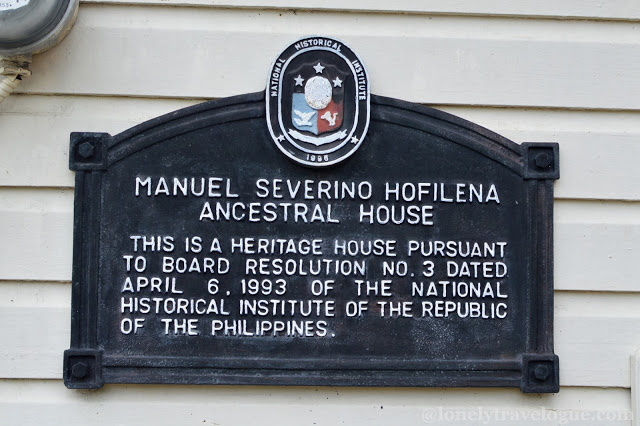 NATIONAL HISTORICAL INSTITUTE
1996
MANUEL SEVERINO HOFILENA
ANCESTRAL HOUSE
THIS IS A HERITAGE HOUSE PURSUANT
TO BOARD RESOLUTION NO. 3 DATED
APRIL 6, 1993 OF THE NATIONAL
HISTORICAL INSTITUTE OF THE REPUBLIC
OF THE PHILIPPINES.
@lonelytravelogue.com